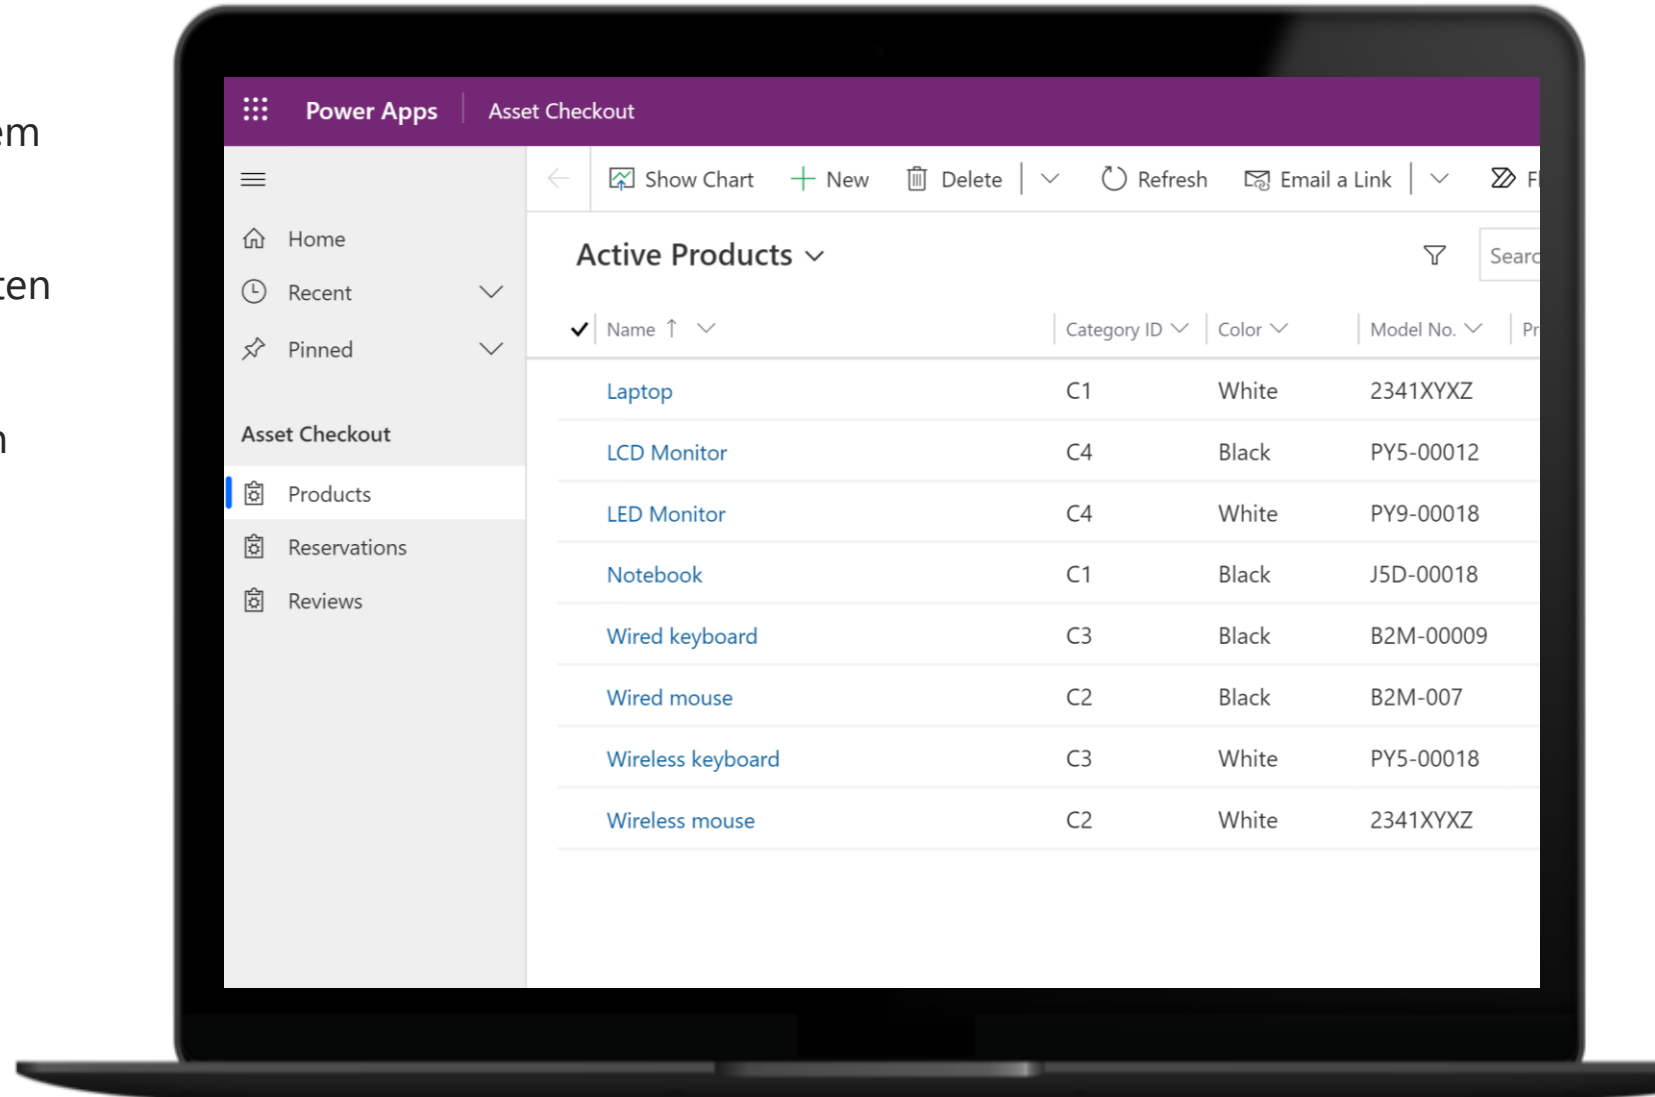 Power Apps Asset Checkout
Show Chart New Delete Refresh Email a Link
Home
Recent
Pinned
Asset Checkout
Products
Reservations
Reviews
Active Products
Name Category ID Color Model No.
Laptop C1 White 2341XYXZ
LCD Monitor C4 Black PY5-00012
LED Monitor C4 White PY9-00018
Notebook C1 Black J5D-00018
Wired keyboard C3 Black B2M-00009
Wired mouse C2 Black B2M-007
Wireless keyboard C3 White PY5-00018
Wireless mouse C2 White 2341XYXZ